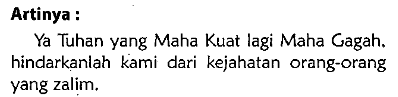 Artinya :
Ya Tuhan yang Maha Kuat lagi Maha Gagah,
hindarkanlah kami dari kejahatan orang-orang
yang zalim.